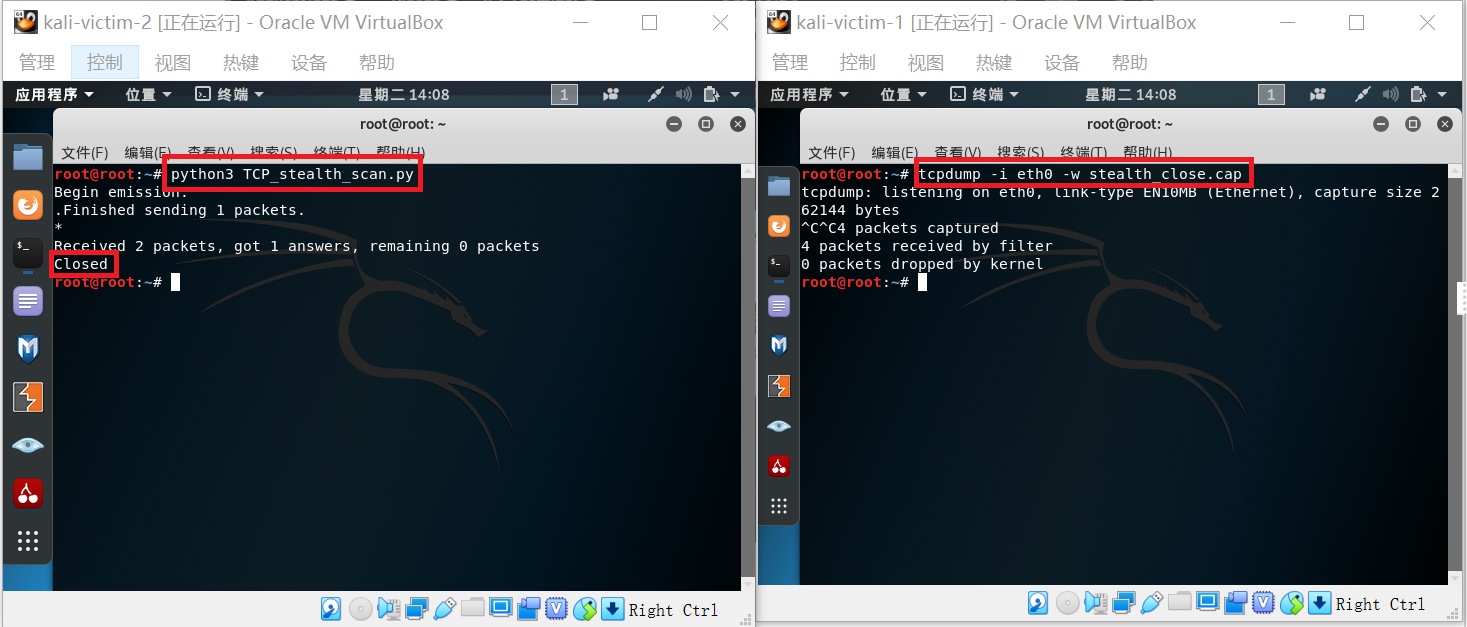 kali-victim-2 [正在运行] - Oracle VM VirtualBox
管理 控制 视图 热键 设备 帮助
应用程序 位置 终端 星期二 14:08 1
root@root: ~
文件(F) 编辑(E) 查看(V) 搜索(S) 终端(T) 帮助(H)
root@root:~# python3 TCP_stealth_scan.py
Begin emission:
.Finished sending 1 packets.
*
Received 2 packets, got 1 answers, remaining 0 packets
Closed
root@root:~#
Right Ctrl
kali-victim-1 [正在运行] - Oracle VM VirtualBox
管理 控制 视图 热键 设备 帮助
应用程序 位置 终端 星期二 14:08 1
root@root: ~
文件(F) 编辑(E) 查看(V) 搜索(S) 终端(T) 帮助(H)
root@root:~# tcpdump -i eth0 -w stealth_close.cap
tcpdump: listening on eth0, link-type EN10MB (Ethernet), capture size 2
62144 bytes
^C^C4 packets captured
4 packets received by filter
0 packets dropped by kernel
root@root:~#
Right Ctrl